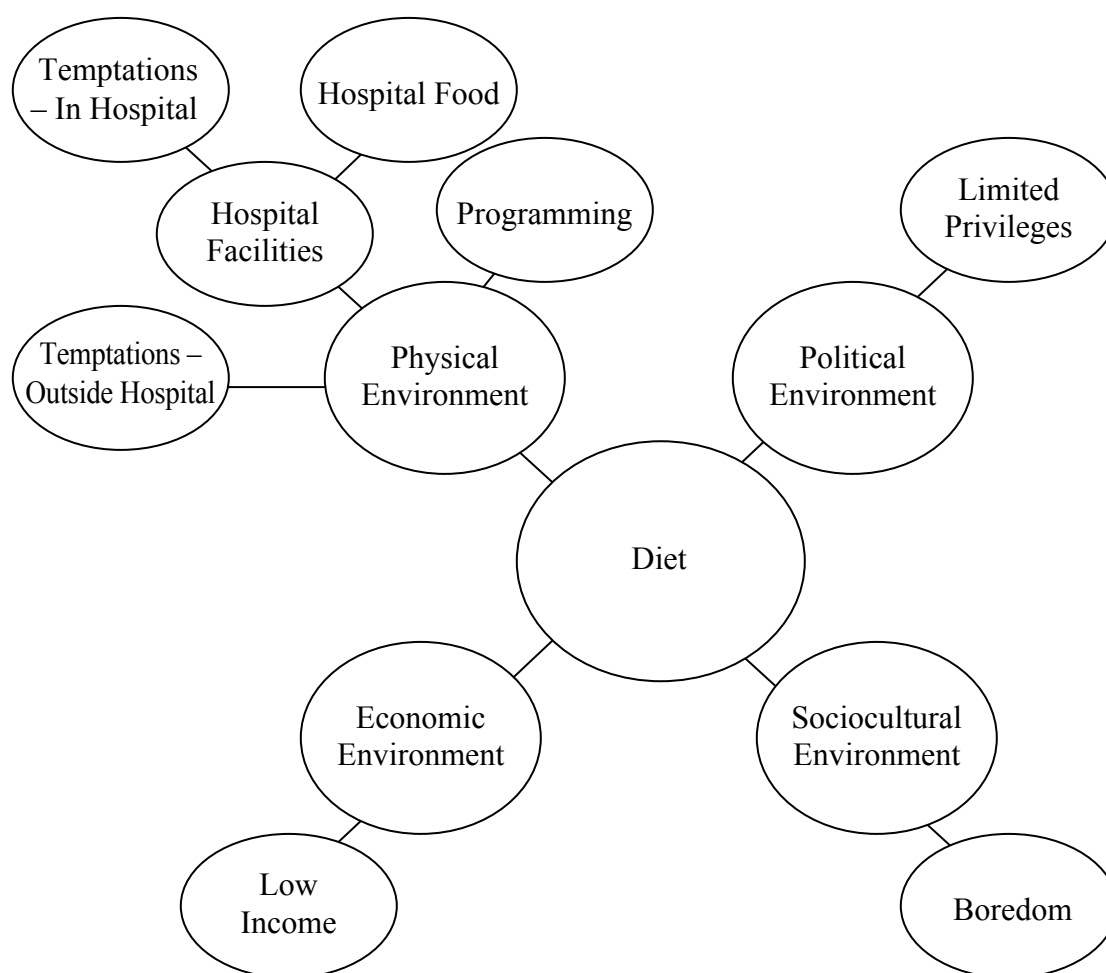 Temptations
– In Hospital
Hospital Food
Hospital
Facilities
Programming
Limited
Privileges
Temptations –
Outside Hospital
Physical
Environment
Political
Environment
Diet
Economic
Environment
Sociocultural
Environment
Low
Income
Boredom